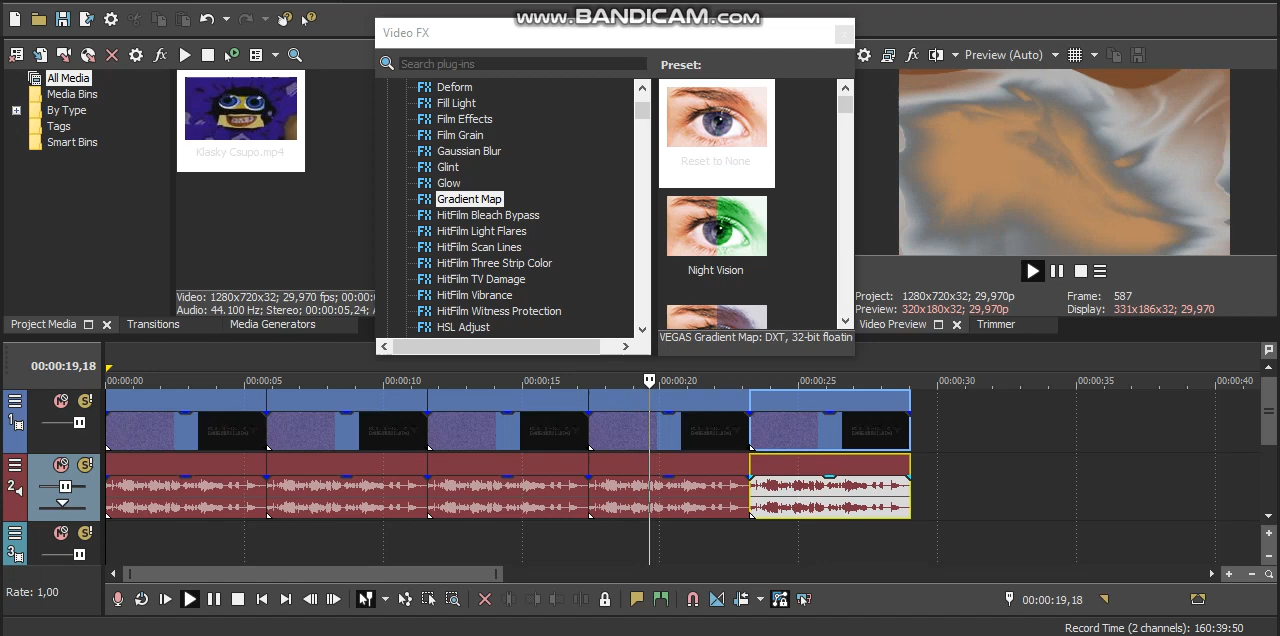 www.BANDICAM.com
Video FX
Search plug-ins
Preset:
Preview (Auto)
All Media
Media Bins
By Type
Tags
Smart Bins
Klasky Csupo.mp4
Deform
Fill Light
Film Effects
Film Grain
Gaussian Blur
Glint
Glow
Gradient Map
HitFilm Bleach Bypass
HitFilm Light Flares
HitFilm Scan Lines
HitFilm Three Strip Color
HitFilm TV Damage
HitFilm Vibrance
HitFilm Witness Protection
HSL Adjust
Reset to None
Night Vision
VEGAS Gradient Map: DXT, 32-bit floatin
Video: 1280x720x32; 29,970 fps; 00:00:0
Audio: 44.100 Hz; Stereo; 00:00:05,24; A
Project Media
Transitions
Media Generators
Project: 1280x720x32; 29,970p
Preview: 320x180x32; 29,970p
Frame: 587
Display: 331x186x32; 29,970
Video Preview
Trimmer
00:00:19,18
00:00:00
00:00:05
00:00:10
00:00:15
00:00:20
00:00:25
00:00:30
00:00:35
00:00:40
1
2
3
Rate: 1,00
00:00:19,18
Record Time (2 channels): 160:39:50